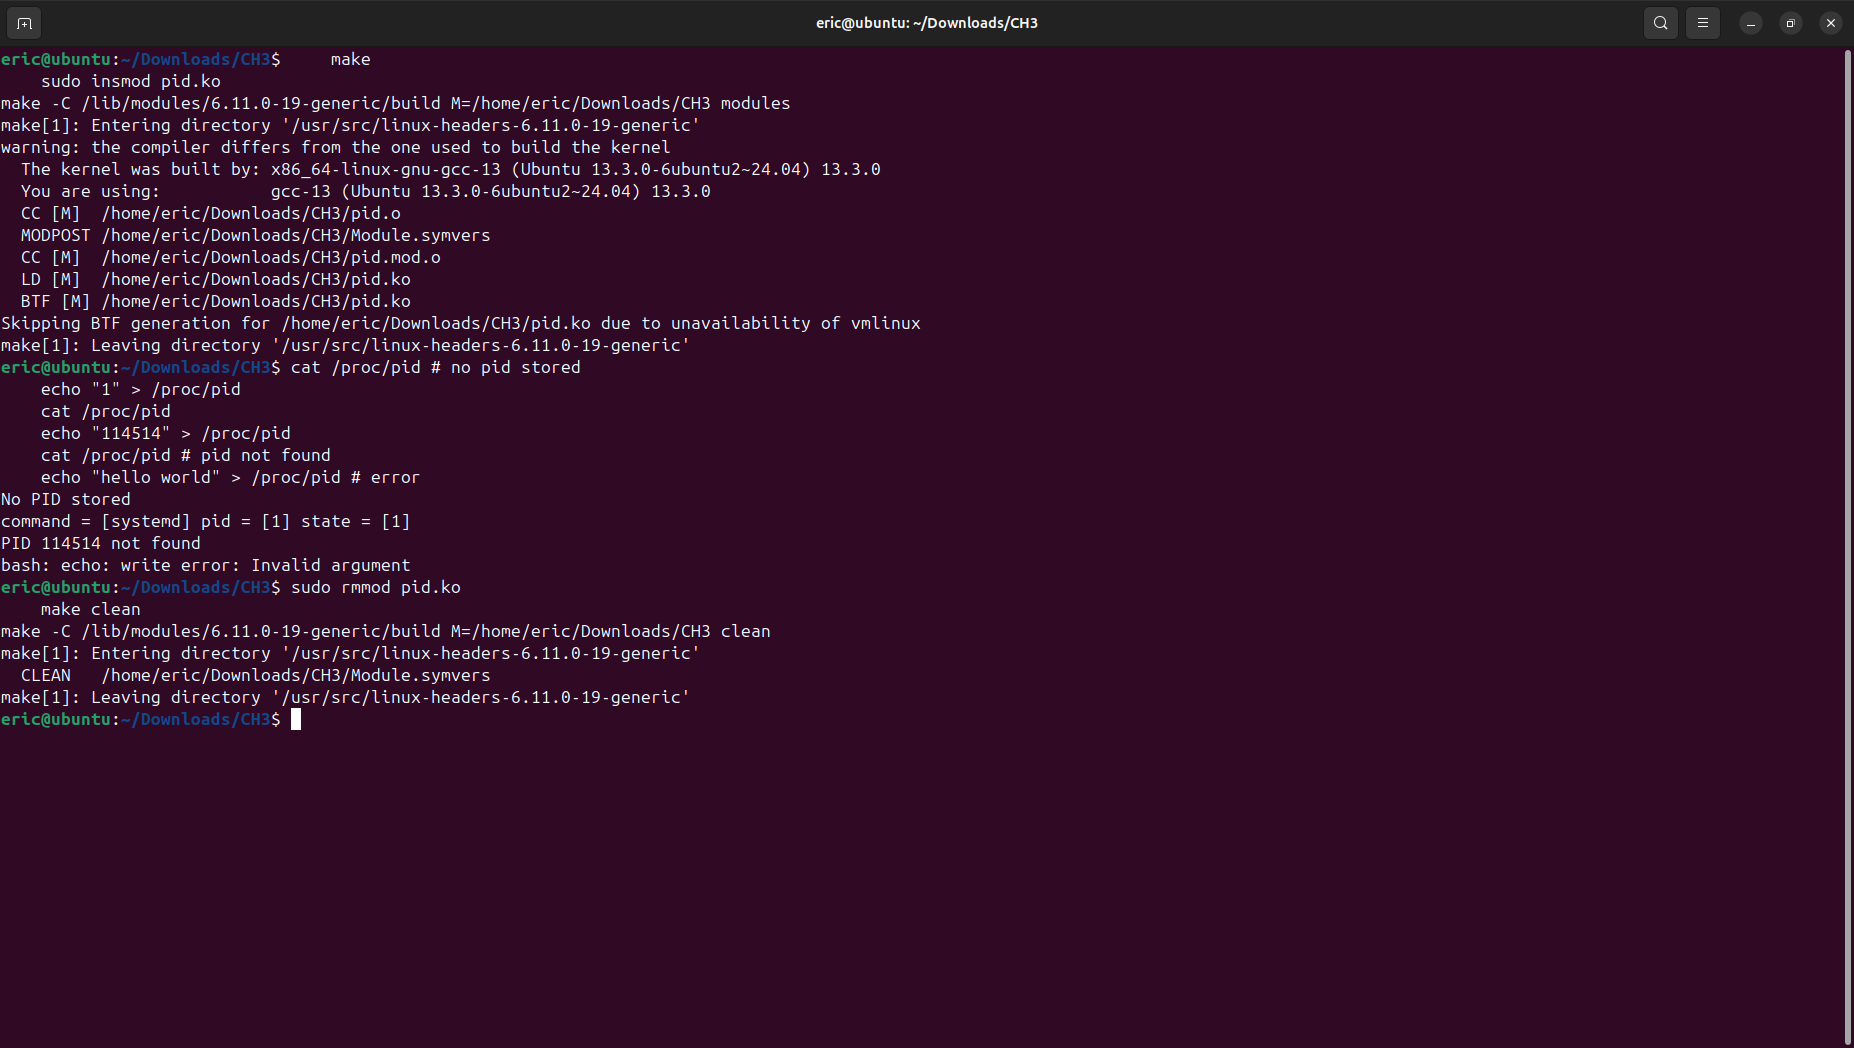 eric@ubuntu: ~/Downloads/CH3
eric@ubuntu:~/Downloads/CH3$     make
    sudo insmod pid.ko
make -C /lib/modules/6.11.0-19-generic/build M=/home/eric/Downloads/CH3 modules
make[1]: Entering directory '/usr/src/linux-headers-6.11.0-19-generic'
warning: the compiler differs from the one used to build the kernel
  The kernel was built by: x86_64-linux-gnu-gcc-13 (Ubuntu 13.3.0-6ubuntu2~24.04) 13.3.0
  You are using:           gcc-13 (Ubuntu 13.3.0-6ubuntu2~24.04) 13.3.0
  CC [M]  /home/eric/Downloads/CH3/pid.o
  MODPOST /home/eric/Downloads/CH3/Module.symvers
  CC [M]  /home/eric/Downloads/CH3/pid.mod.o
  LD [M]  /home/eric/Downloads/CH3/pid.ko
  BTF [M] /home/eric/Downloads/CH3/pid.ko
Skipping BTF generation for /home/eric/Downloads/CH3/pid.ko due to unavailability of vmlinux
make[1]: Leaving directory '/usr/src/linux-headers-6.11.0-19-generic'
eric@ubuntu:~/Downloads/CH3$ cat /proc/pid # no pid stored
    echo "1" > /proc/pid
    cat /proc/pid
    echo "114514" > /proc/pid
    cat /proc/pid # pid not found
    echo "hello world" > /proc/pid # error
No PID stored
command = [systemd] pid = [1] state = [1]
PID 114514 not found
bash: echo: write error: Invalid argument
eric@ubuntu:~/Downloads/CH3$ sudo rmmod pid.ko
    make clean
make -C /lib/modules/6.11.0-19-generic/build M=/home/eric/Downloads/CH3 clean
make[1]: Entering directory '/usr/src/linux-headers-6.11.0-19-generic'
  CLEAN   /home/eric/Downloads/CH3/Module.symvers
make[1]: Leaving directory '/usr/src/linux-headers-6.11.0-19-generic'
eric@ubuntu:~/Downloads/CH3$